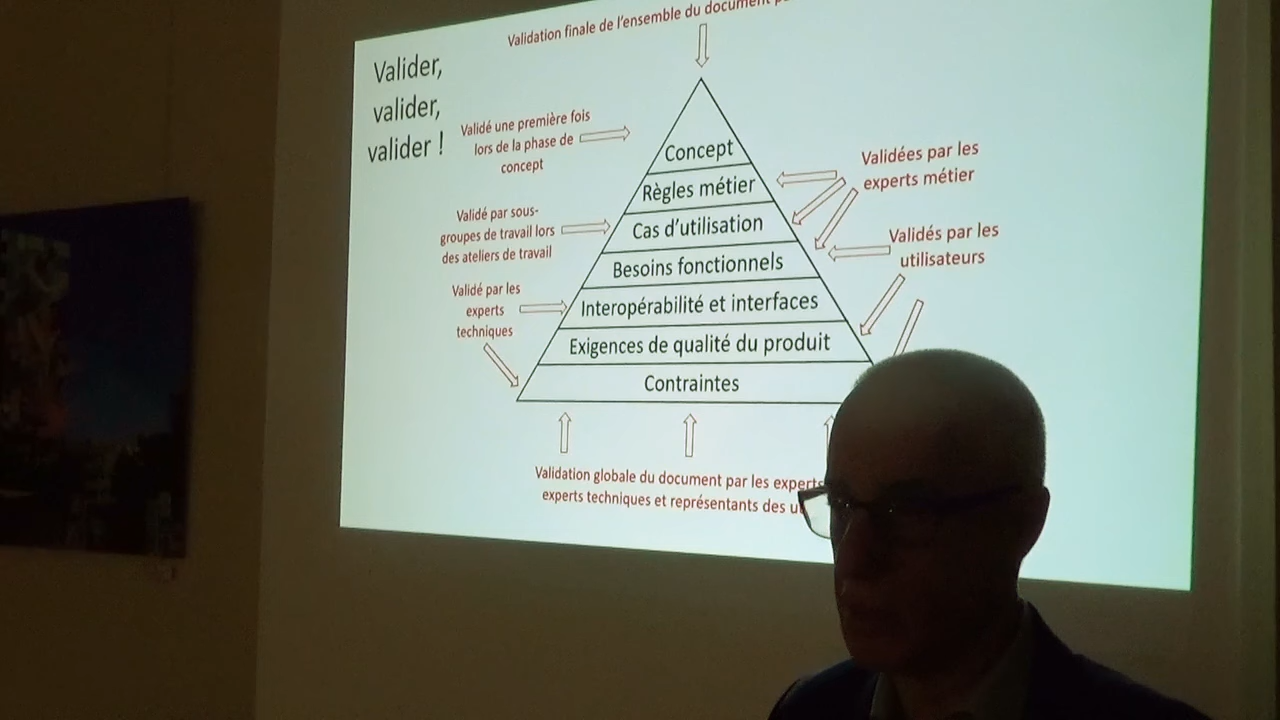 Validation finale de l'ensemble du document
Valider,
valider,
valider !
Validé une première fois
lors de la phase de
concept
Concept
Validées par les
experts métier
Règles métier
Validé par sous-
groupes de travail lors
des ateliers de travail
Cas d'utilisation
Validés par les
utilisateurs
Besoins fonctionnels
Validé par les
experts
techniques
Interopérabilité et interfaces
Exigences de qualité du produit
Contraintes
Validation globale du document par les experts
experts techniques et représentants des